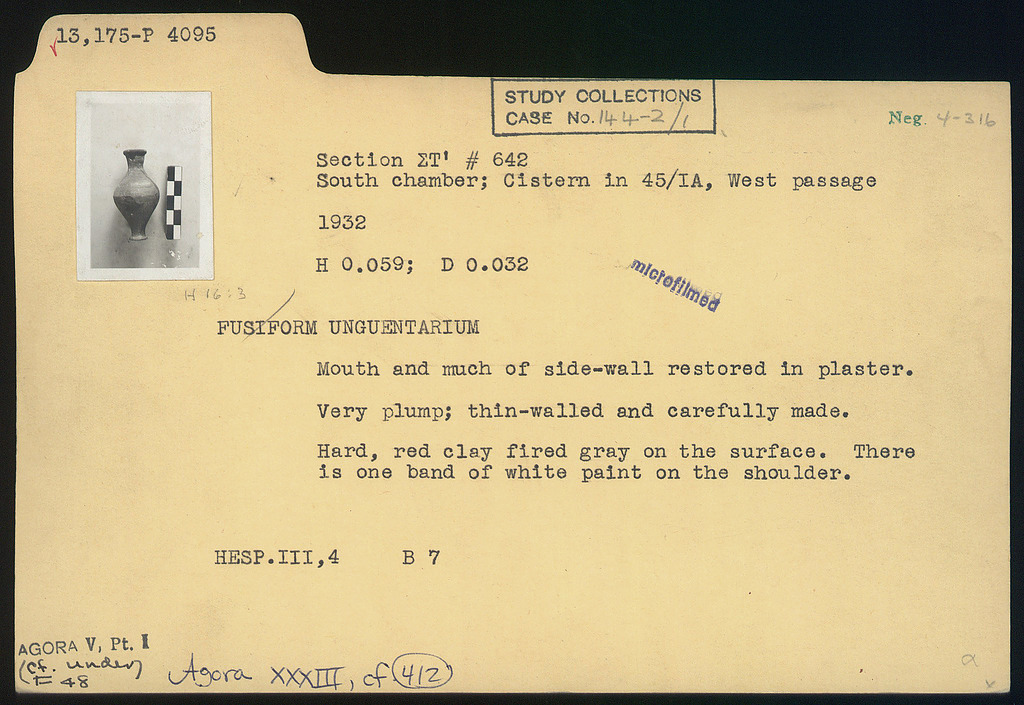 13,175-P 4095
STUDY COLLECTIONS
CASE No. 144-2/1
Neg. 4-316
Section ΣΤ' # 642
South chamber; Cistern in 45/IA, West passage
1932
H 0.059; D 0.032
microfilmed
H 16:3
FUSIFORM UNGUENTARIUM
Mouth and much of side-wall restored in plaster.
Very plump; thin-walled and carefully made.
Hard, red clay fired gray on the surface. There
is one band of white paint on the shoulder.
HESP.III,4 B 7
AGORA V, Pt. I
(cf. under)
F 48
Agora XXXIII, cf. 412
a
x